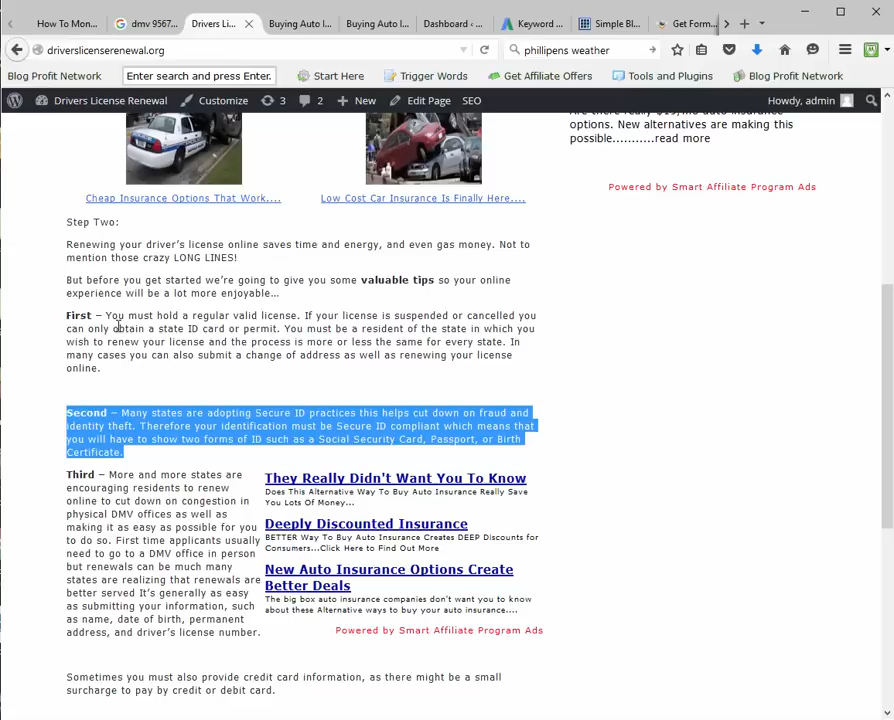 How To Mon...
dmv 9567...
Drivers Li...
Buying Auto I...
Buying Auto I...
Dashboard ‹ ...
Keyword ...
Simple Bl...
Get Form...
driverslicenserenewal.org
phillipens weather
Blog Profit Network
Enter search and press Enter.
Start Here
Trigger Words
Get Affiliate Offers
Tools and Plugins
Blog Profit Network
Drivers License Renewal
Customize
3
2
New
Edit Page
SEO
Howdy, admin
Are there really $19/mo auto insurance
options. New alternatives are making this
possible...........read more
Powered by Smart Affiliate Program Ads
Cheap Insurance Options That Work....
Low Cost Car Insurance Is Finally Here....
Step Two:
Renewing your driver's license online saves time and energy, and even gas money. Not to
mention those crazy LONG LINES!
But before you get started we're going to give you some valuable tips so your online
experience will be a lot more enjoyable...
First – You must hold a regular valid license. If your license is suspended or cancelled you
can only obtain a state ID card or permit. You must be a resident of the state in which you
wish to renew your license and the process is more or less the same for every state. In
many cases you can also submit a change of address as well as renewing your license
online.
Second – Many states are adopting Secure ID practices this helps cut down on fraud and
identity theft. Therefore your identification must be Secure ID compliant which means that
you will have to show two forms of ID such as a Social Security Card, Passport, or Birth
Certificate.
Third – More and more states are
encouraging residents to renew
online to cut down on congestion in
physical DMV offices as well as
making it as easy as possible for you
to do so. First time applicants usually
need to go to a DMV office in person
but renewals can be much many
states are realizing that renewals are
better served It's generally as easy
as submitting your information, such
as name, date of birth, permanent
address, and driver's license number.
They Really Didn't Want You To Know
Does This Alternative Way To Buy Auto Insurance Really Save
You Lots Of Money...
Deeply Discounted Insurance
BETTER Way To Buy Auto Insurance Creates DEEP Discounts for
Consumers...Click Here to Find Out More
New Auto Insurance Options Create
Better Deals
The big box auto insurance companies don't want you to know
about these Alternative ways to buy your auto insurance....
Powered by Smart Affiliate Program Ads
Sometimes you must also provide credit card information, as there might be a small
surcharge to pay by credit or debit card.